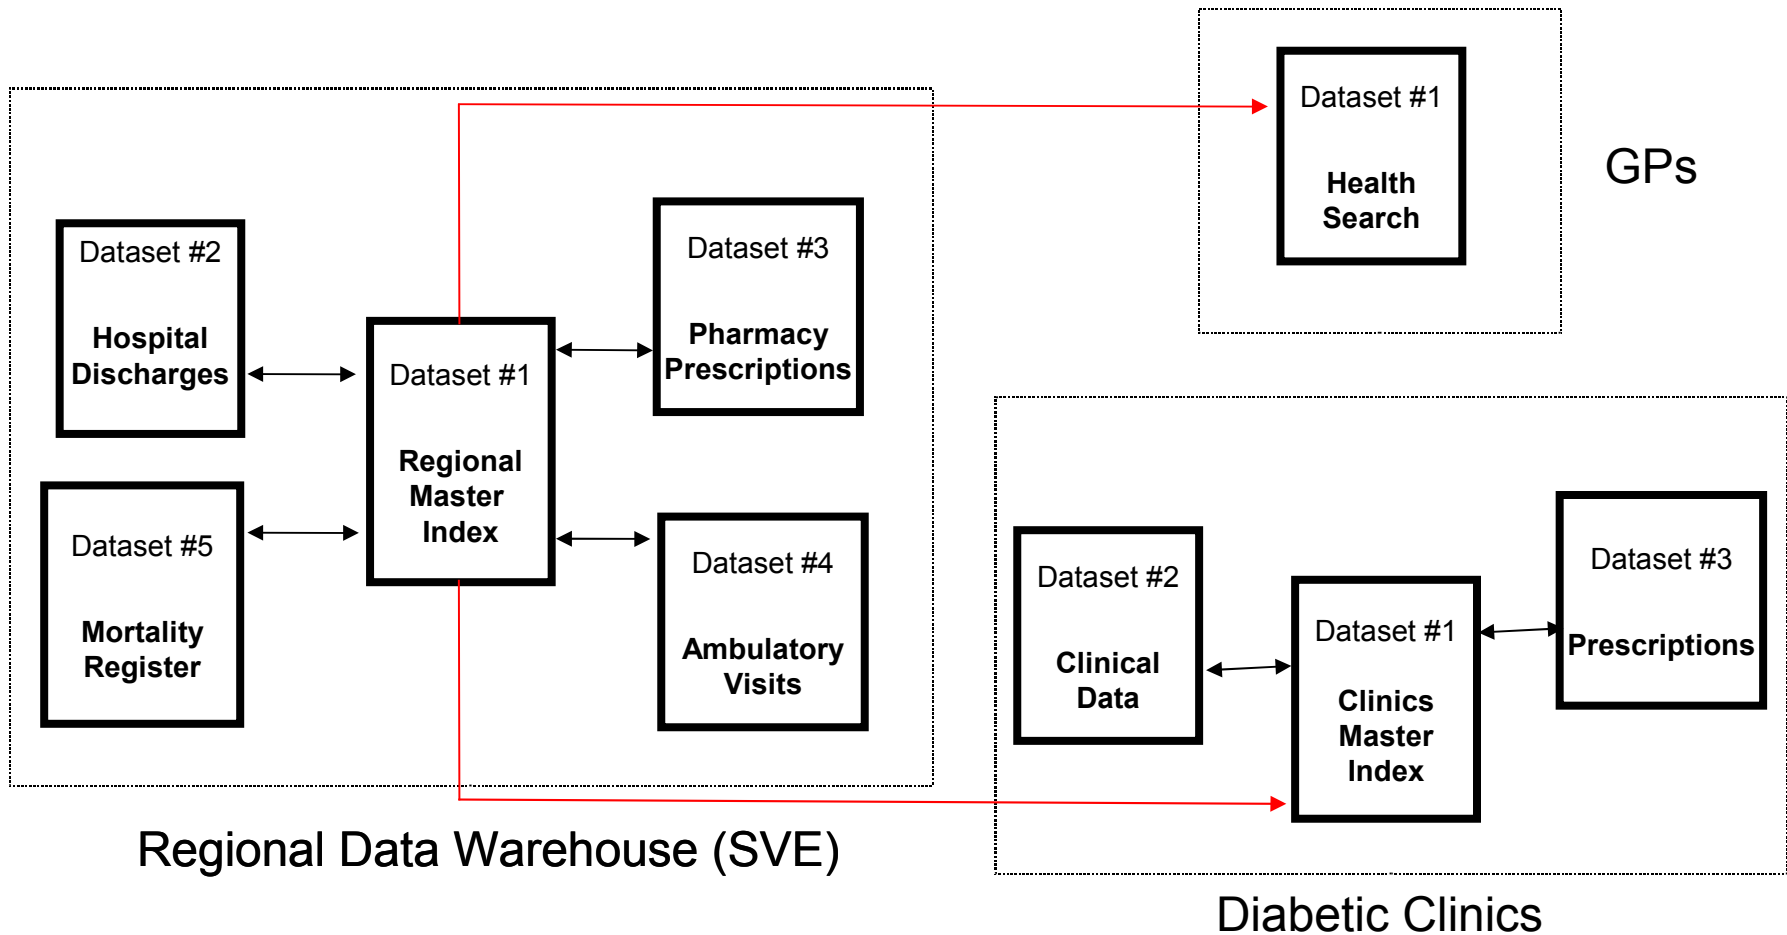 Dataset #1
Health
Search
GPs
Dataset #2
Hospital
Discharges
Dataset #3
Pharmacy
Prescriptions
Dataset #1
Regional
Master
Index
Dataset #5
Mortality
Register
Dataset #4
Ambulatory
Visits
Regional Data Warehouse (SVE)
Dataset #2
Clinical
Data
Dataset #1
Clinics
Master
Index
Dataset #3
Prescriptions
Diabetic Clinics